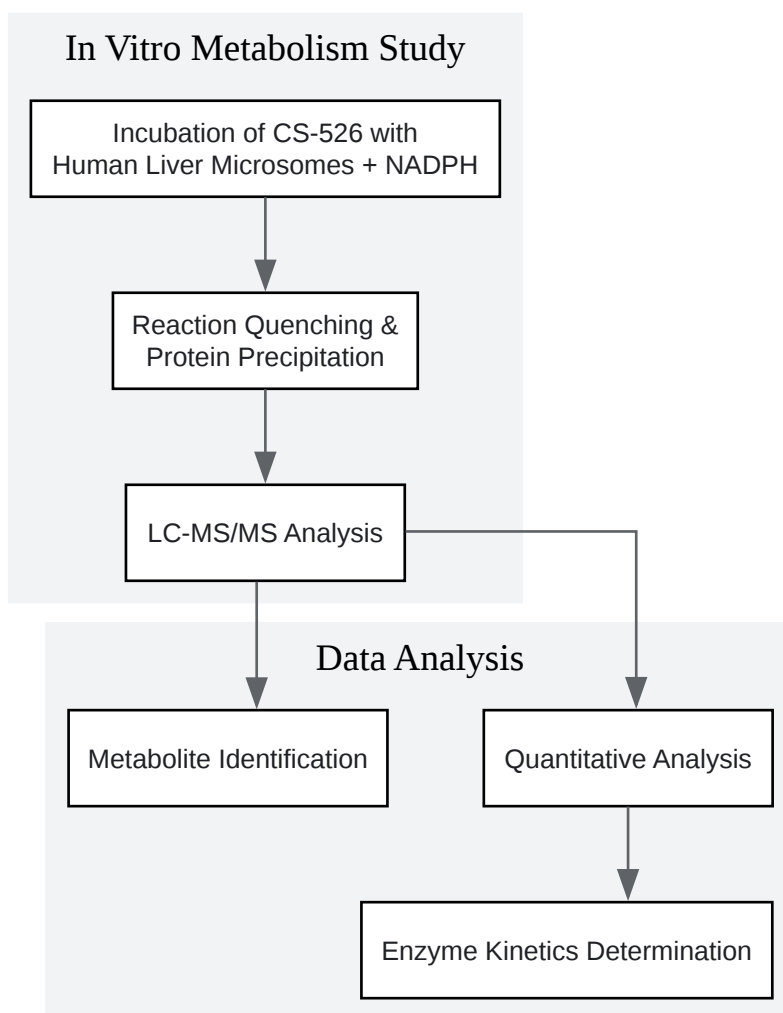 In Vitro Metabolism Study
Incubation of CS-526 with
Human Liver Microsomes + NADPH
Reaction Quenching &
Protein Precipitation
LC-MS/MS Analysis
Data Analysis
Metabolite Identification
Quantitative Analysis
Enzyme Kinetics Determination